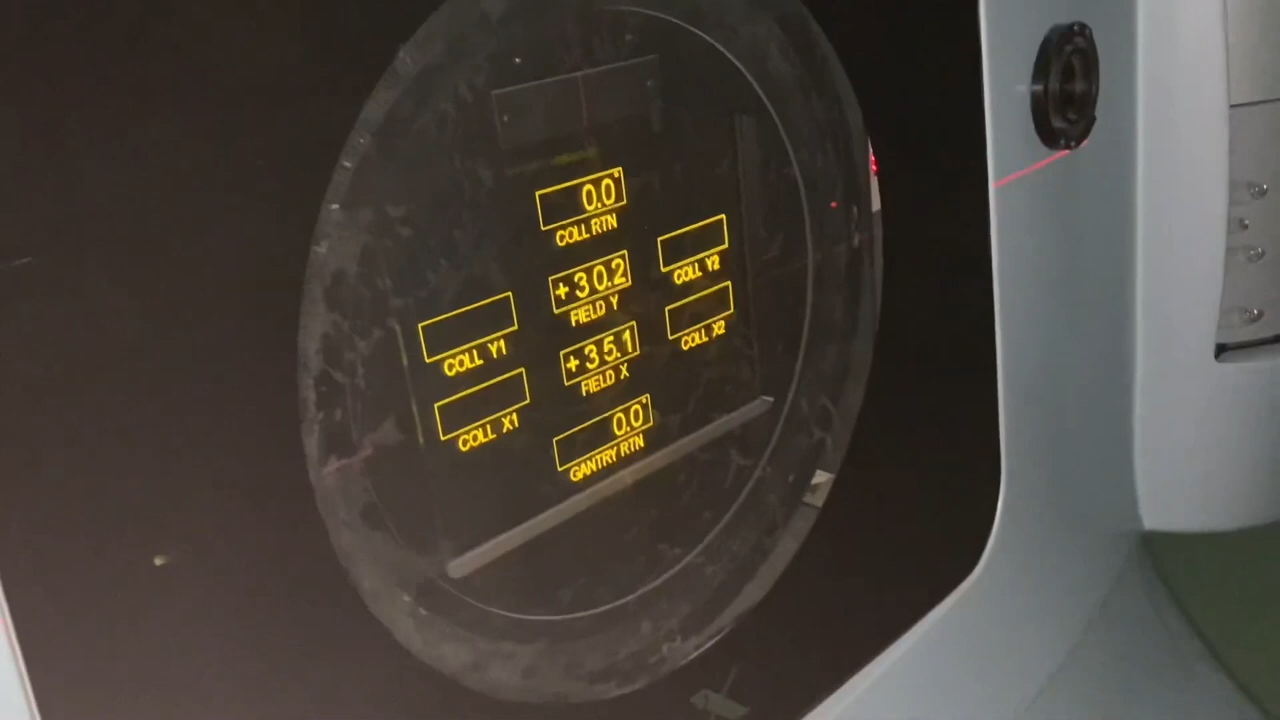 0.0°
COLL RTN
COLL Y2
+30.2
FIELD Y
COLL Y1
COLL X2
+35.1
FIELD X
COLL X1
0.0°
GANTRY RTN